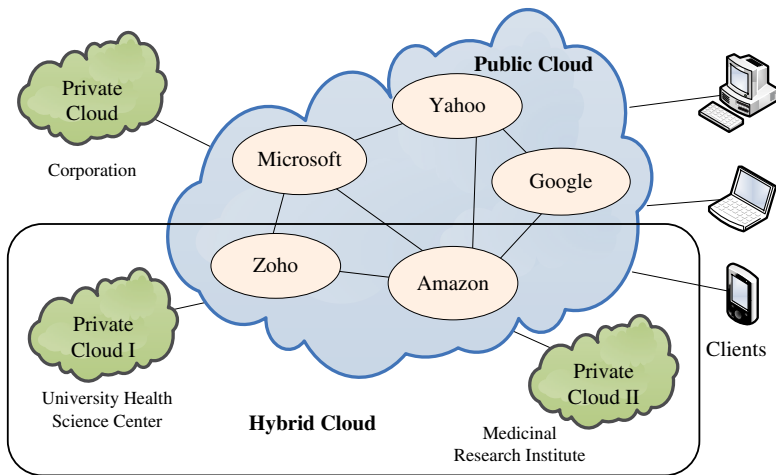 Public Cloud
Private
Cloud
Corporation
Yahoo
Microsoft
Google
Zoho
Amazon
Private
Cloud I
University Health
Science Center
Hybrid Cloud
Private
Cloud II
Medicinal
Research Institute
Clients